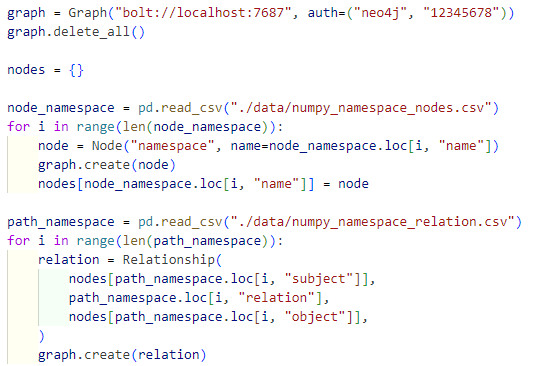 graph = Graph("bolt://localhost:7687", auth=("neo4j", "12345678"))
graph.delete_all()

nodes = {}

node_namespace = pd.read_csv("./data/numpy_namespace_nodes.csv")
for i in range(len(node_namespace)):
    node = Node("namespace", name=node_namespace.loc[i, "name"])
    graph.create(node)
    nodes[node_namespace.loc[i, "name"]] = node

path_namespace = pd.read_csv("./data/numpy_namespace_relation.csv")
for i in range(len(path_namespace)):
    relation = Relationship(
        nodes[path_namespace.loc[i, "subject"]],
        path_namespace.loc[i, "relation"],
        nodes[path_namespace.loc[i, "object"]],
    )
    graph.create(relation)